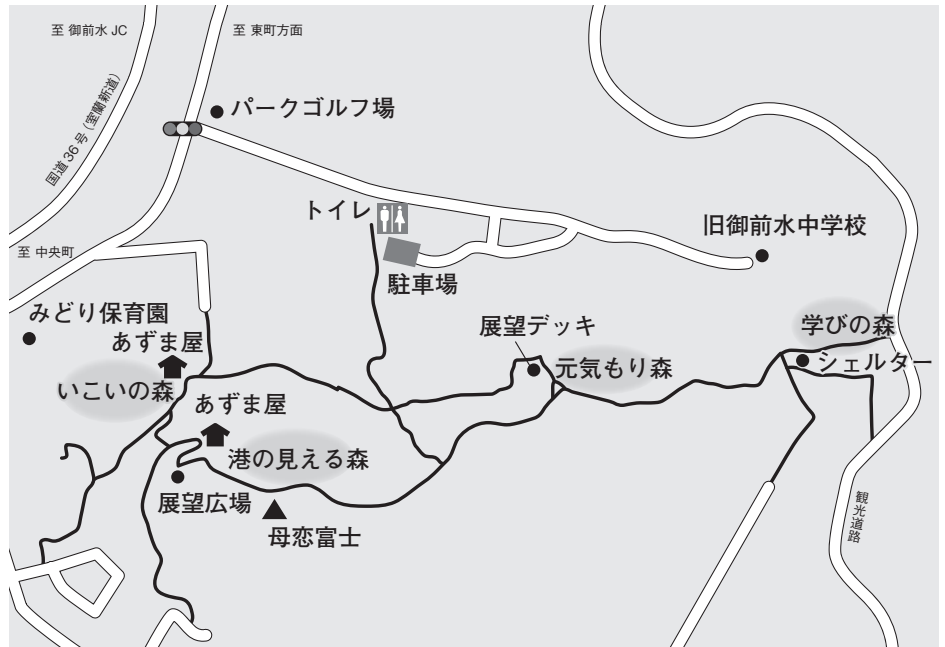 至 御前水 JC
至 東町方面
国道36号(室蘭新道)
パークゴルフ場
トイレ
旧御前水中学校
至 中央町
駐車場
みどり保育園
あずま屋
展望デッキ
学びの森
シェルター
元気もり森
いこいの森
あずま屋
港の見える森
展望広場
母恋富士
観光道路